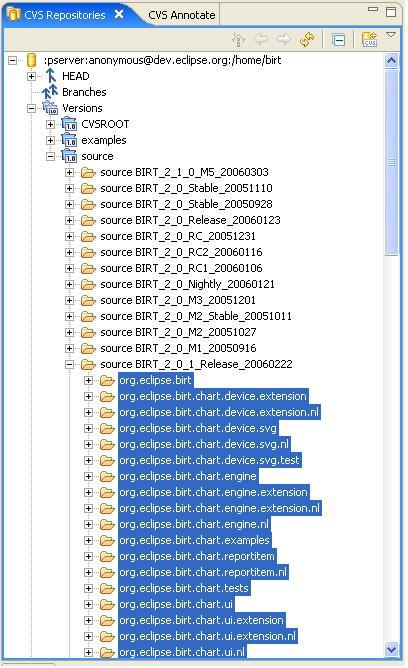 CVS Repositories CVS Annotate
CVS
:pserver:anonymous@dev.eclipse.org:/home/birt
HEAD
Branches
Versions
1.0 CVSROOT
1.0 examples
1.0 source
source BIRT_2_1_0_M5_20060303
source BIRT_2_0_Stable_20051110
source BIRT_2_0_Stable_20050928
source BIRT_2_0_Release_20060123
source BIRT_2_0_RC_20051231
source BIRT_2_0_RC2_20060116
source BIRT_2_0_RC1_20060106
source BIRT_2_0_Nightly_20060121
source BIRT_2_0_M3_20051201
source BIRT_2_0_M2_Stable_20051011
source BIRT_2_0_M2_20051027
source BIRT_2_0_M1_20050916
source BIRT_2_0_1_Release_20060222
org.eclipse.birt
org.eclipse.birt.chart.device.extension
org.eclipse.birt.chart.device.extension.nl
org.eclipse.birt.chart.device.svg
org.eclipse.birt.chart.device.svg.nl
org.eclipse.birt.chart.device.svg.test
org.eclipse.birt.chart.engine
org.eclipse.birt.chart.engine.extension
org.eclipse.birt.chart.engine.extension.nl
org.eclipse.birt.chart.engine.nl
org.eclipse.birt.chart.examples
org.eclipse.birt.chart.reportitem
org.eclipse.birt.chart.reportitem.nl
org.eclipse.birt.chart.tests
org.eclipse.birt.chart.ui
org.eclipse.birt.chart.ui.extension
org.eclipse.birt.chart.ui.extension.nl
org.eclipse.birt.chart.ui.nl